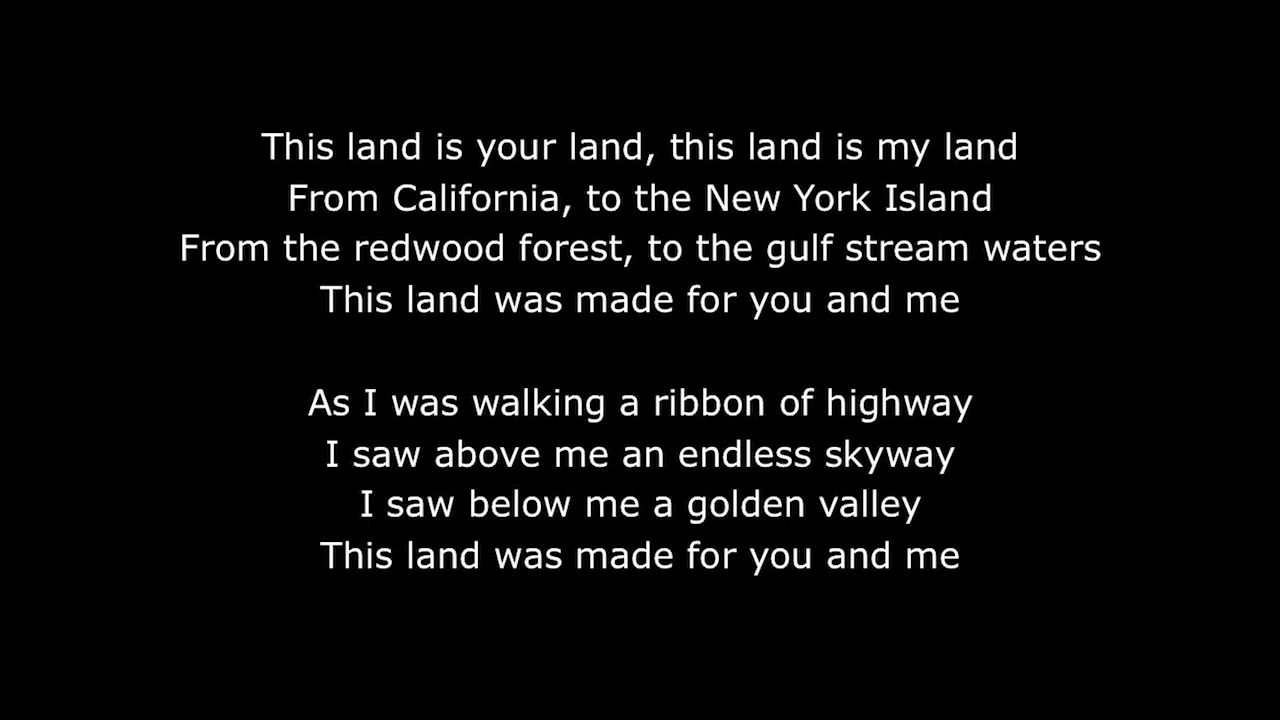 This land is your land, this land is my land
From California, to the New York Island
From the redwood forest, to the gulf stream waters
This land was made for you and me
As I was walking a ribbon of highway
I saw above me an endless skyway
I saw below me a golden valley
This land was made for you and me